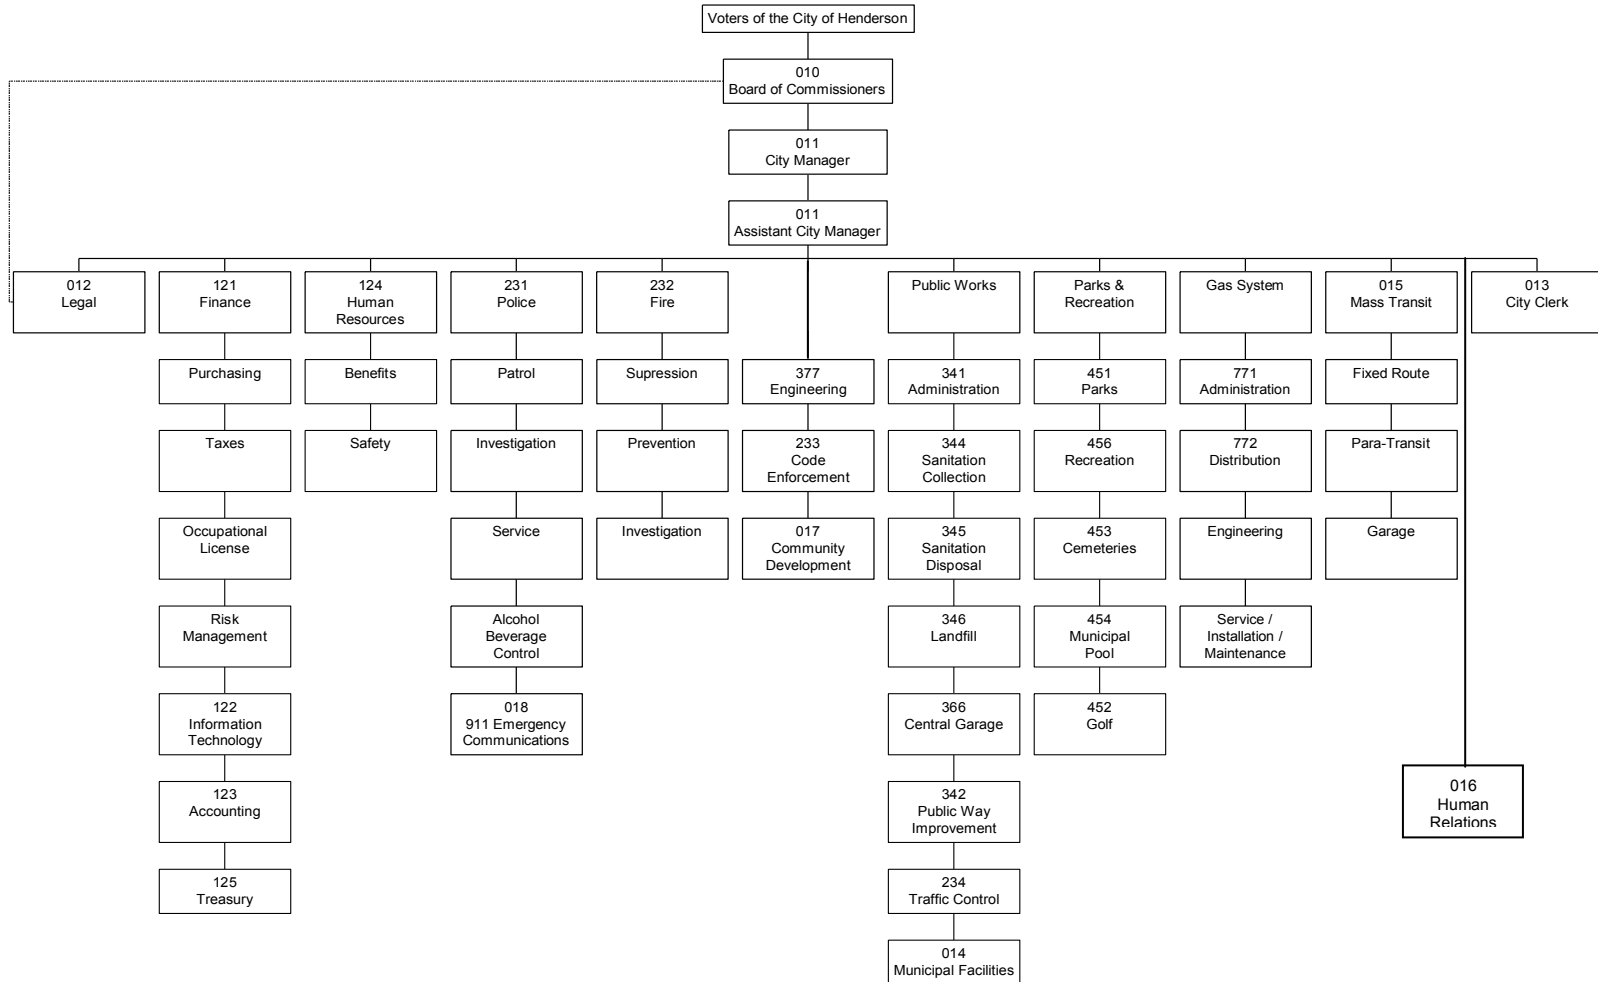 Voters of the City of Henderson
010
Board of Commissioners
011
City Manager
011
Assistant City Manager
012
Legal
121
Finance
124
Human
Resources
231
Police
232
Fire
Public Works
Parks &
Recreation
Gas System
015
Mass Transit
013
City Clerk
Purchasing
Benefits
Patrol
Supression
377
Engineering
341
Administration
451
Parks
771
Administration
Fixed Route
Taxes
Safety
Investigation
Prevention
233
Code
Enforcement
344
Sanitation
Collection
456
Recreation
772
Distribution
Para-Transit
Occupational
License
Service
Investigation
017
Community
Development
345
Sanitation
Disposal
453
Cemeteries
Engineering
Garage
Risk
Management
Alcohol
Beverage
Control
346
Landfill
454
Municipal
Pool
Service /
Installation /
Maintenance
122
Information
Technology
018
911 Emergency
Communications
366
Central Garage
452
Golf
016
Human
Relations
123
Accounting
342
Public Way
Improvement
125
Treasury
234
Traffic Control
014
Municipal Facilities